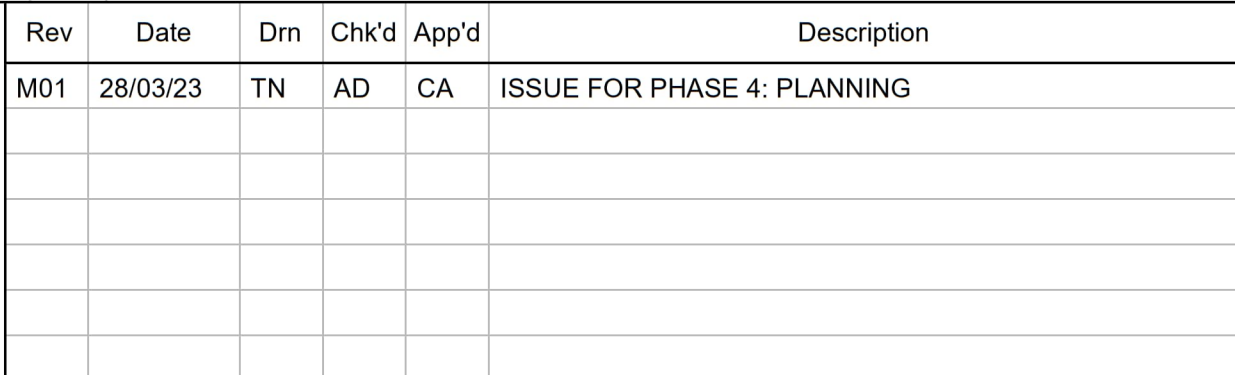 Rev Date Drn Chk'd App'd Description
M01 28/03/23 TN AD CA ISSUE FOR PHASE 4: PLANNING